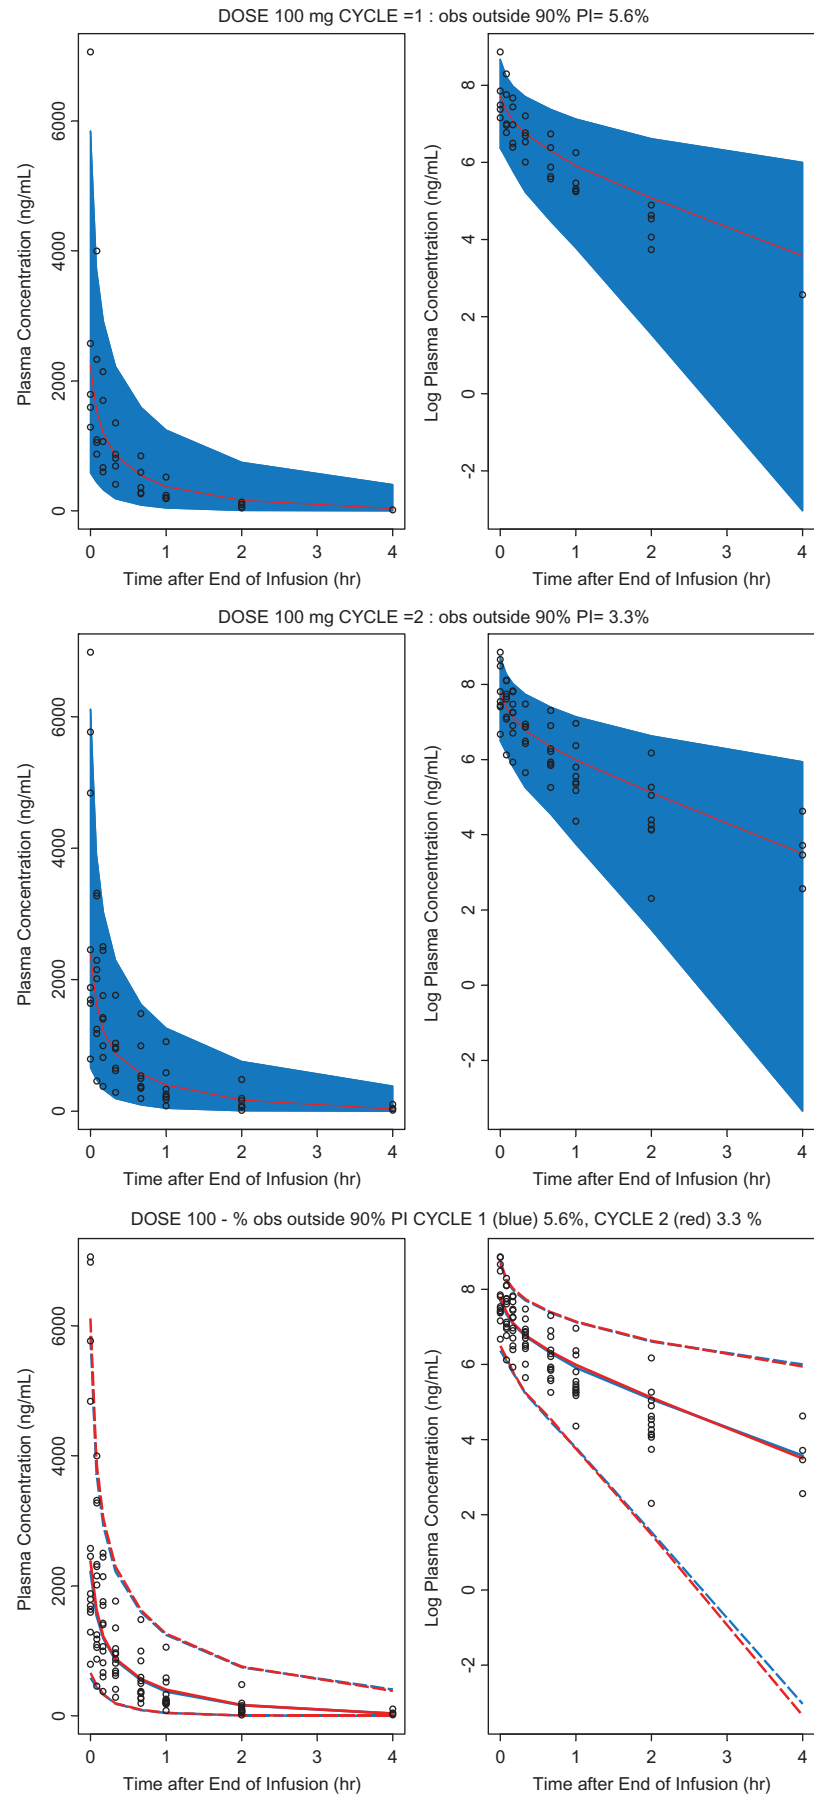 DOSE 100 mg CYCLE =1 : obs outside 90% PI= 5.6%
Plasma Concentration (ng/mL)
6000
4000
2000
0
0 1 2 3 4
Time after End of Infusion (hr)
Log Plasma Concentration (ng/mL)
8
6
4
2
0
-2
0 1 2 3 4
Time after End of Infusion (hr)
DOSE 100 mg CYCLE =2 : obs outside 90% PI= 3.3%
Plasma Concentration (ng/mL)
6000
4000
2000
0
0 1 2 3 4
Time after End of Infusion (hr)
Log Plasma Concentration (ng/mL)
8
6
4
2
0
-2
0 1 2 3 4
Time after End of Infusion (hr)
DOSE 100 - % obs outside 90% PI CYCLE 1 (blue) 5.6%, CYCLE 2 (red) 3.3 %
Plasma Concentration (ng/mL)
6000
4000
2000
0
0 1 2 3 4
Time after End of Infusion (hr)
Log Plasma Concentration (ng/mL)
8
6
4
2
0
-2
0 1 2 3 4
Time after End of Infusion (hr)